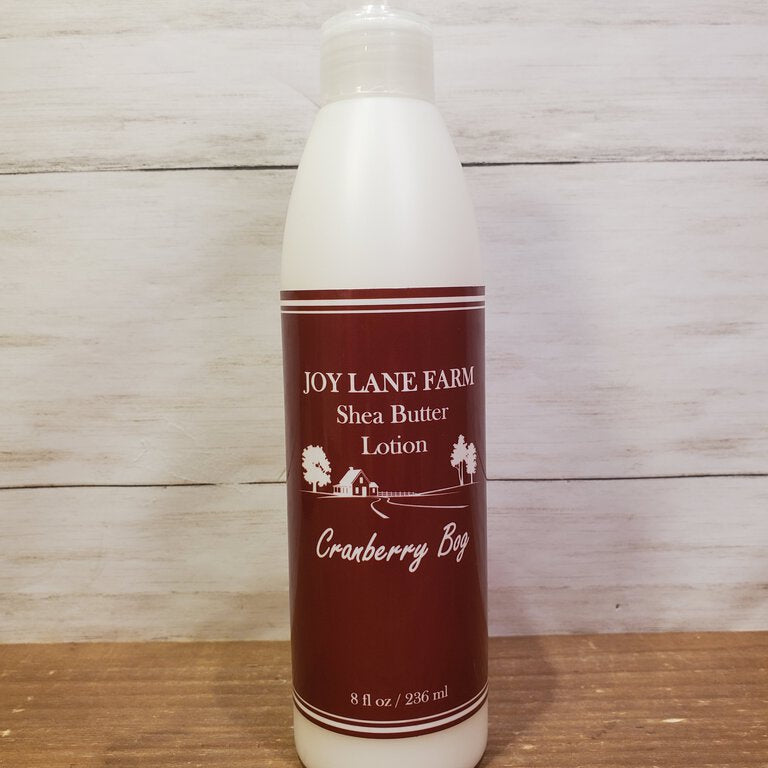 JOY LANE FARM
Shea Butter
Lotion
Cranberry Bog
8 fl oz / 236 ml